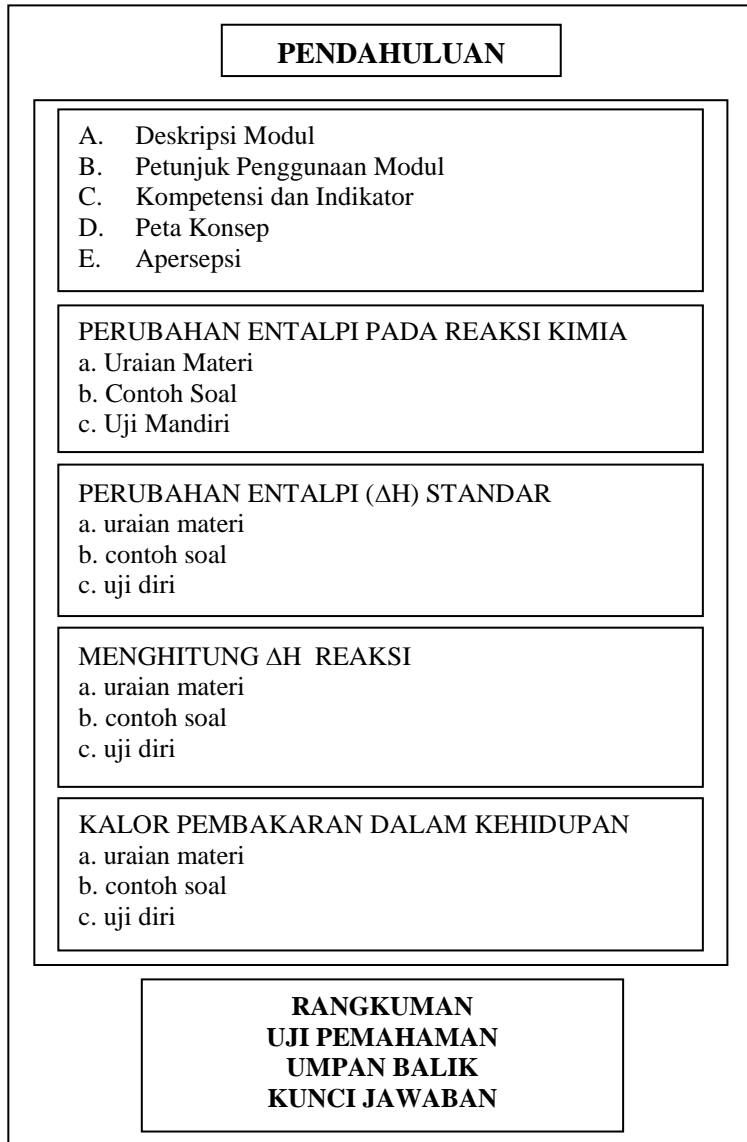 PENDAHULUAN
A. Deskripsi Modul
B. Petunjuk Penggunaan Modul
C. Kompetensi dan Indikator
D. Peta Konsep
E. Apersepsi
PERUBAHAN ENTALPI PADA REAKSI KIMIA
a. Uraian Materi
b. Contoh Soal
c. Uji Mandiri
PERUBAHAN ENTALPI (ΔH) STANDAR
a. uraian materi
b. contoh soal
c. uji diri
MENGHITUNG ΔH REAKSI
a. uraian materi
b. contoh soal
c. uji diri
KALOR PEMBAKARAN DALAM KEHIDUPAN
a. uraian materi
b. contoh soal
c. uji diri
RANGKUMAN
UJI PEMAHAMAN
UMPAN BALIK
KUNCI JAWABAN